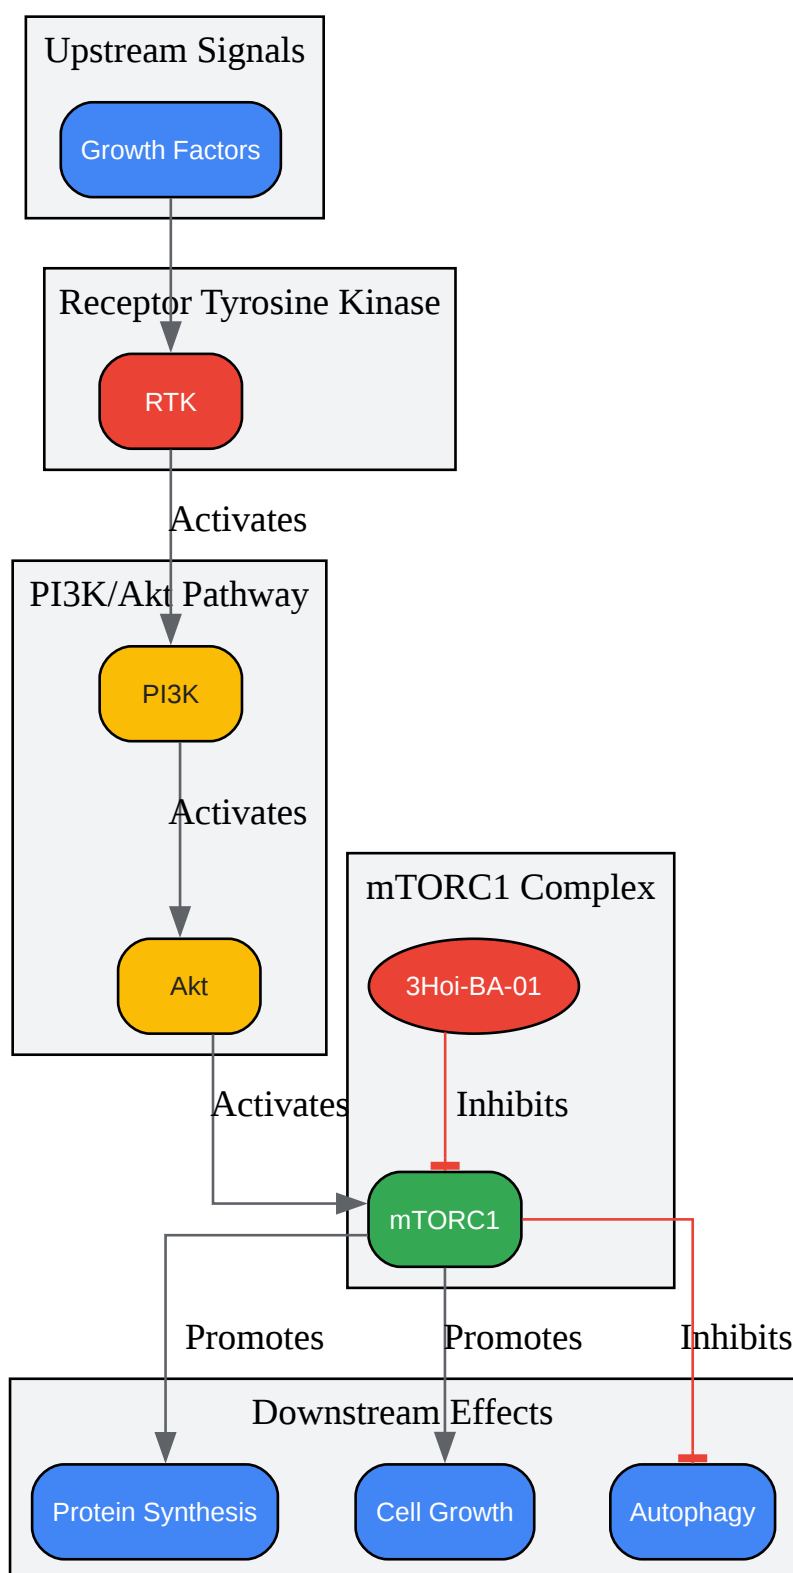 Upstream Signals
Growth Factors
Receptor Tyrosine Kinase
RTK
Activates
PI3K/Akt Pathway
PI3K
Activates
mTORC1 Complex
Akt
3Hoi-BA-01
Activates
Inhibits
mTORC1
Promotes
Promotes
Inhibits
Downstream Effects
Protein Synthesis
Cell Growth
Autophagy